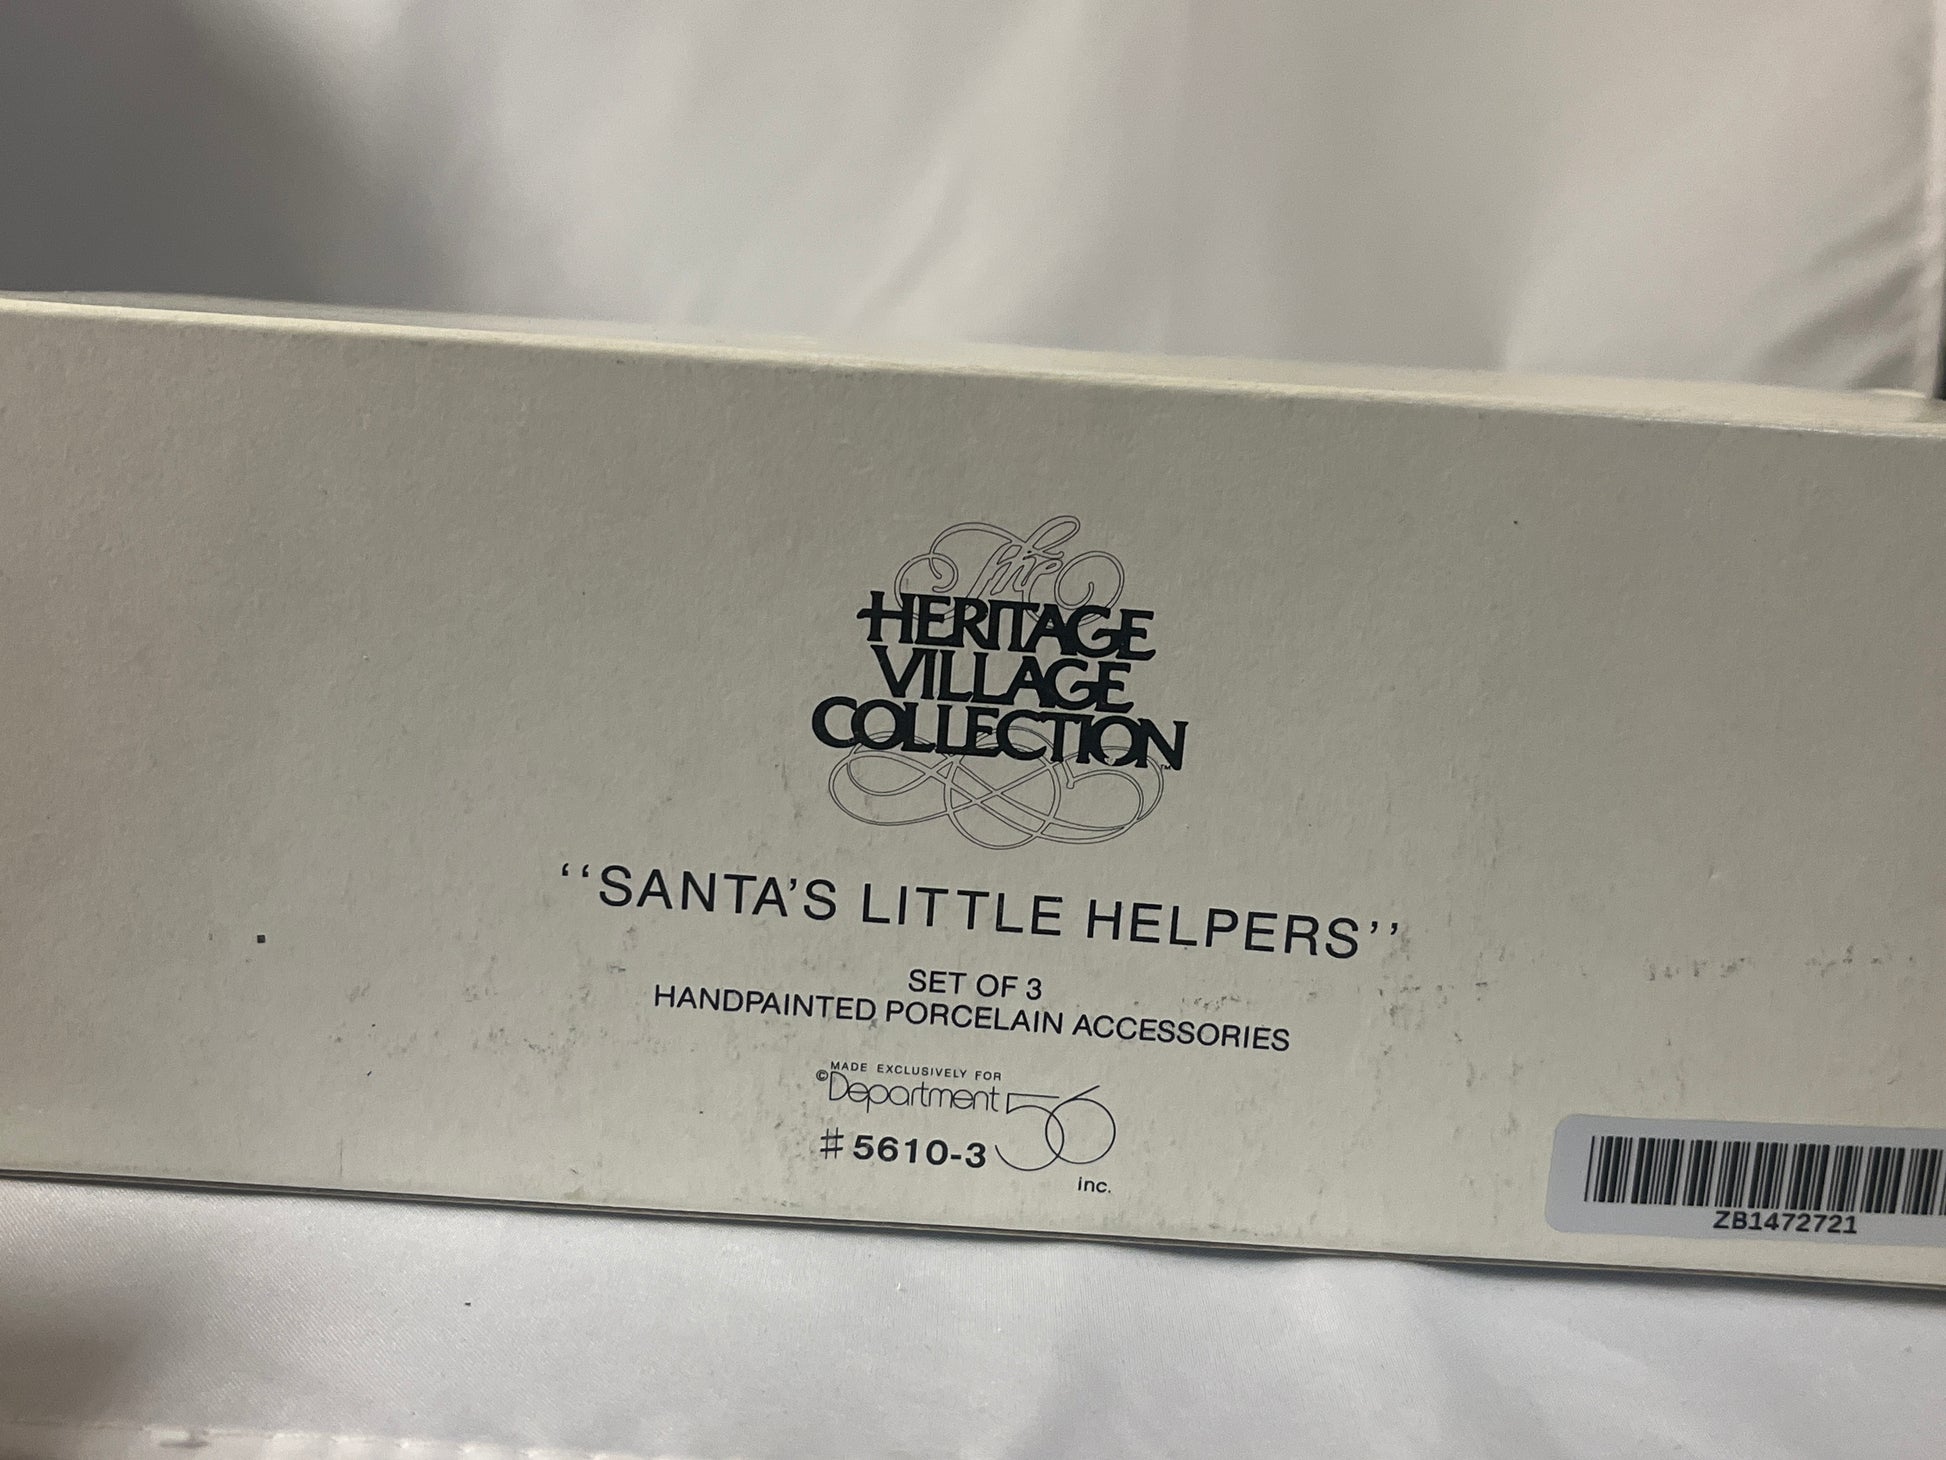 The
HERITAGE
VILLAGE
COLLECTION™
‘‘SANTA’S LITTLE HELPERS’’
SET OF 3
HANDPAINTED PORCELAIN ACCESSORIES
MADE EXCLUSIVELY FOR
©Department 56
#5610-3
inc.
ZB1472721